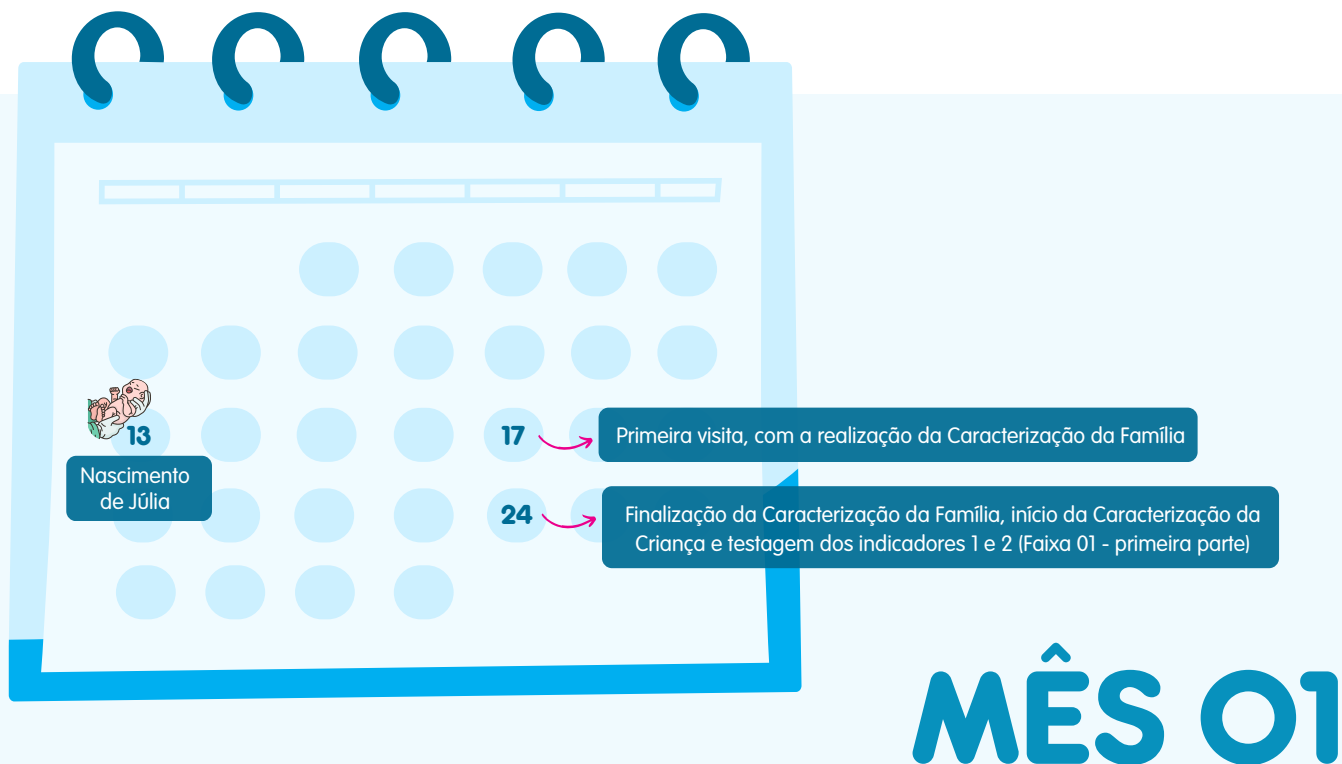 13
Nascimento
de Júlia
17
Primeira visita, com a realização da Caracterização da Família
24
Finalização da Caracterização da Família, início da Caracterização da
Criança e testagem dos indicadores 1 e 2 (Faixa 01 - primeira parte)
MÊS 01